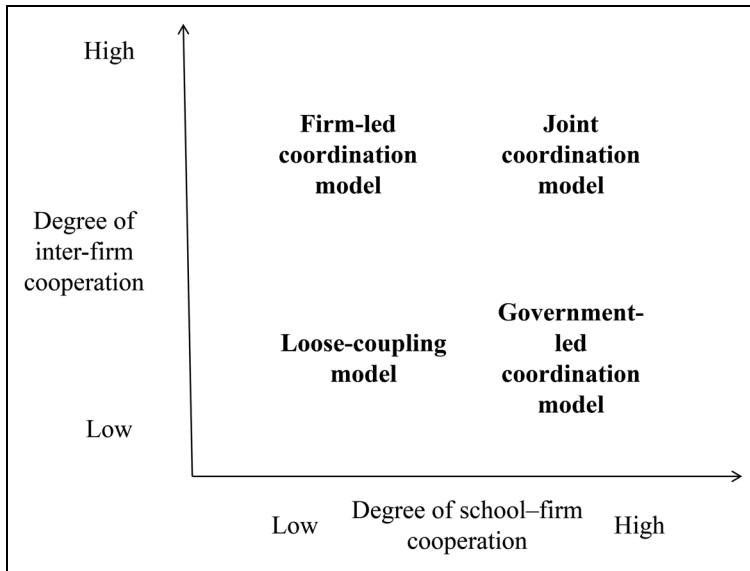 High
Firm-led
coordination
model
Joint
coordination
model
Degree of
inter-firm
cooperation
Loose-coupling
model
Government-
led
coordination
model
Low
Low
Degree of school–firm
cooperation
High